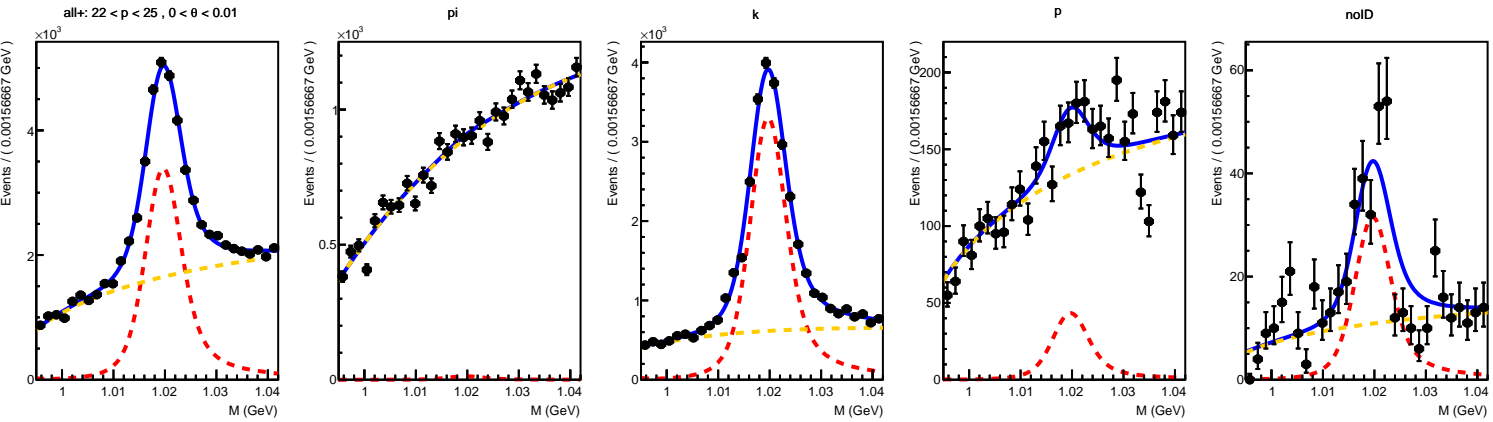 all+: 22 < p < 25 , 0 < θ < 0.01
×10³
Events / ( 0.00156667 GeV )
4
2
0
1 1.01 1.02 1.03 1.04
M (GeV)
pi
×10³
Events / ( 0.00156667 GeV )
1
0.5
0
1 1.01 1.02 1.03 1.04
M (GeV)
k
×10³
Events / ( 0.00156667 GeV )
4
3
2
1
0
1 1.01 1.02 1.03 1.04
M (GeV)
p
Events / ( 0.00156667 GeV )
200
150
100
50
0
1 1.01 1.02 1.03 1.04
M (GeV)
noID
Events / ( 0.00156667 GeV )
60
40
20
0
1 1.01 1.02 1.03 1.04
M (GeV)